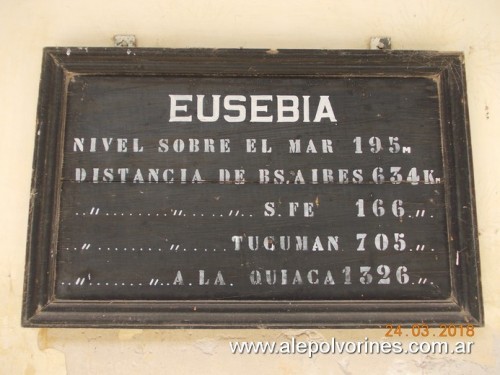 EUSEBIA
NIVEL SOBRE EL MAR 195M
DISTANCIA DE BS.AIRES 634K.
..,,..........,,......,,.. S. FE 166.,,.
..,,..........,,...... TUCUMAN 705..,,
..,,..........,,..A.LA. QUIACA 1326.,,.
24.03.2018
www.alepolvorines.com.ar